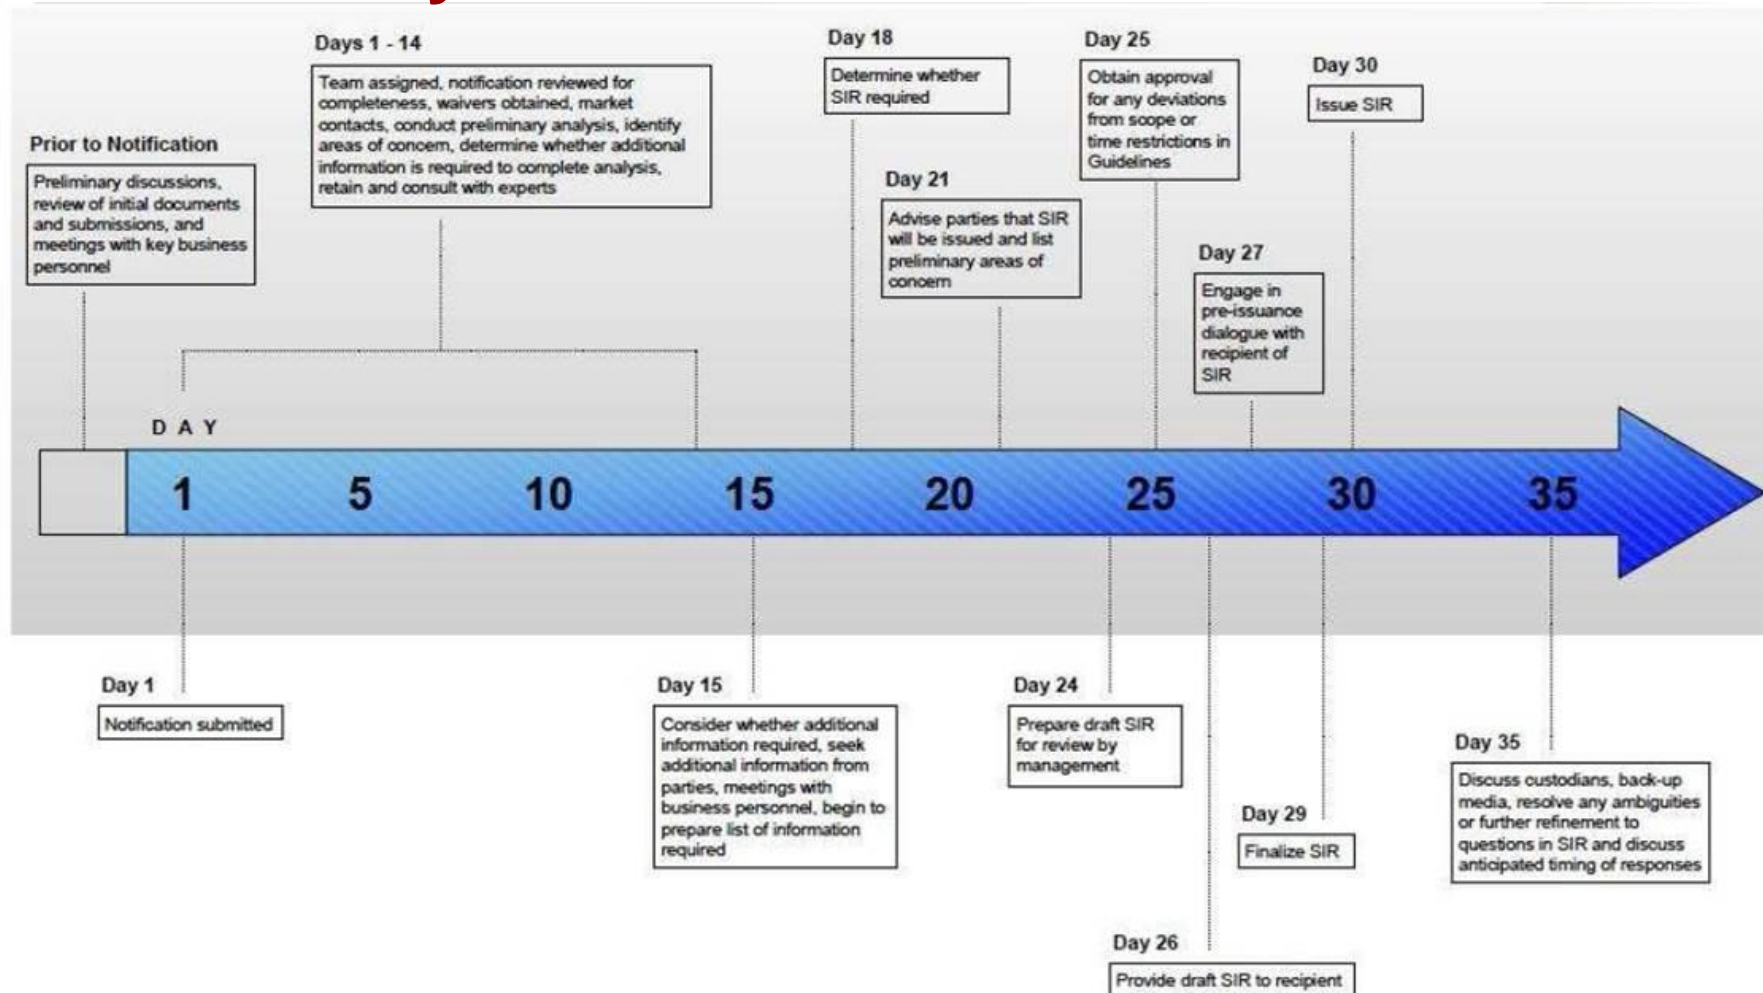 Days 1 - 14
Team assigned, notification reviewed for
completeness, waivers obtained, market
contacts, conduct preliminary analysis, identify
areas of concern, determine whether additional
information is required to complete analysis,
retain and consult with experts
Day 18
Determine whether
SIR required
Day 25
Obtain approval
for any deviations
from scope or
time restrictions in
Guidelines
Day 30
Issue SIR
Prior to Notification
Preliminary discussions,
review of initial documents
and submissions, and
meetings with key business
personnel
Day 21
Advise parties that SIR
will be issued and list
preliminary areas of
concern
Day 27
Engage in
pre-issuance
dialogue with
recipient of
SIR
DAY
1 5 10 15 20 25 30 35
Day 1
Notification submitted
Day 15
Consider whether additional
information required, seek
additional information from
parties, meetings with
business personnel, begin to
prepare list of information
required
Day 24
Prepare draft SIR
for review by
management
Day 35
Discuss custodians, back-up
media, resolve any ambiguities
or further refinement to
questions in SIR and discuss
anticipated timing of responses
Day 29
Finalize SIR
Day 26
Provide draft SIR to recipient